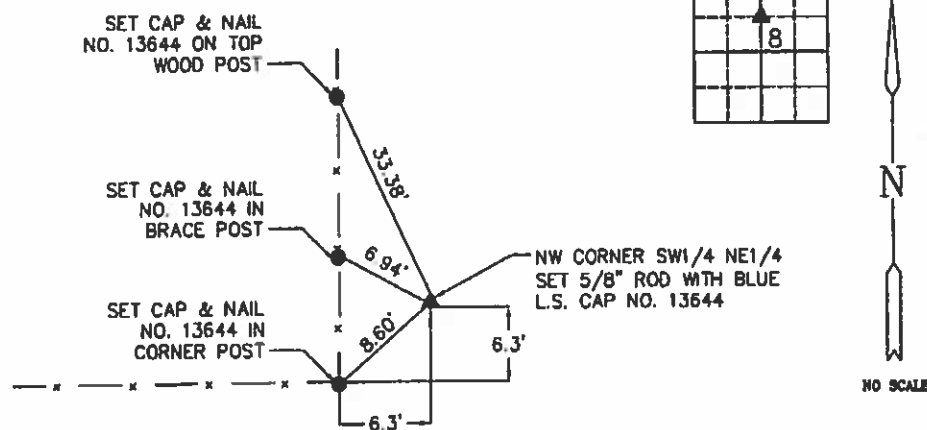 SET CAP & NAIL
NO. 13644 ON TOP
WOOD POST
8
33.38'
N
SET CAP & NAIL
NO. 13644 IN
BRACE POST
6.94'
NW CORNER SW1/4 NE1/4
SET 5/8" ROD WITH BLUE
L.S. CAP NO. 13644
SET CAP & NAIL
NO. 13644 IN
CORNER POST
8.60'
6.3'
NO SCALE
6.3'